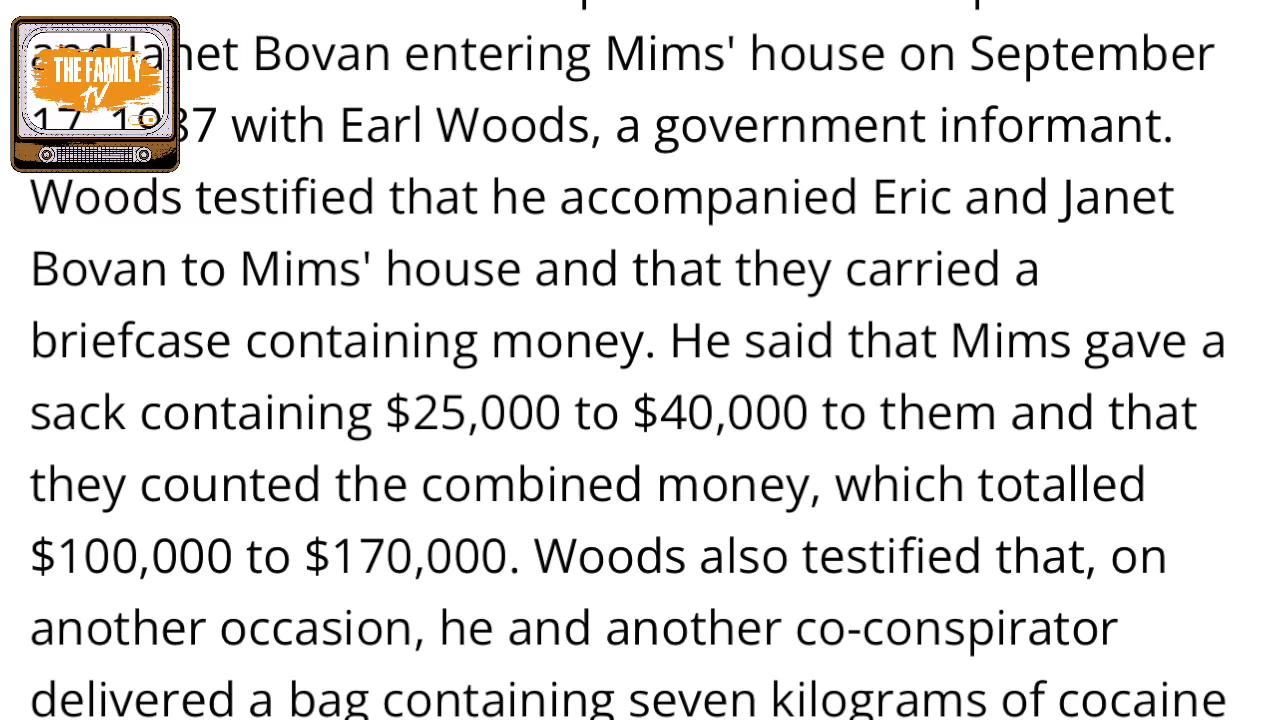 THE FAMILY
TV
and Janet Bovan entering Mims' house on September
17, 1987 with Earl Woods, a government informant.
Woods testified that he accompanied Eric and Janet
Bovan to Mims' house and that they carried a
briefcase containing money. He said that Mims gave a
sack containing $25,000 to $40,000 to them and that
they counted the combined money, which totalled
$100,000 to $170,000. Woods also testified that, on
another occasion, he and another co-conspirator
delivered a bag containing seven kilograms of cocaine